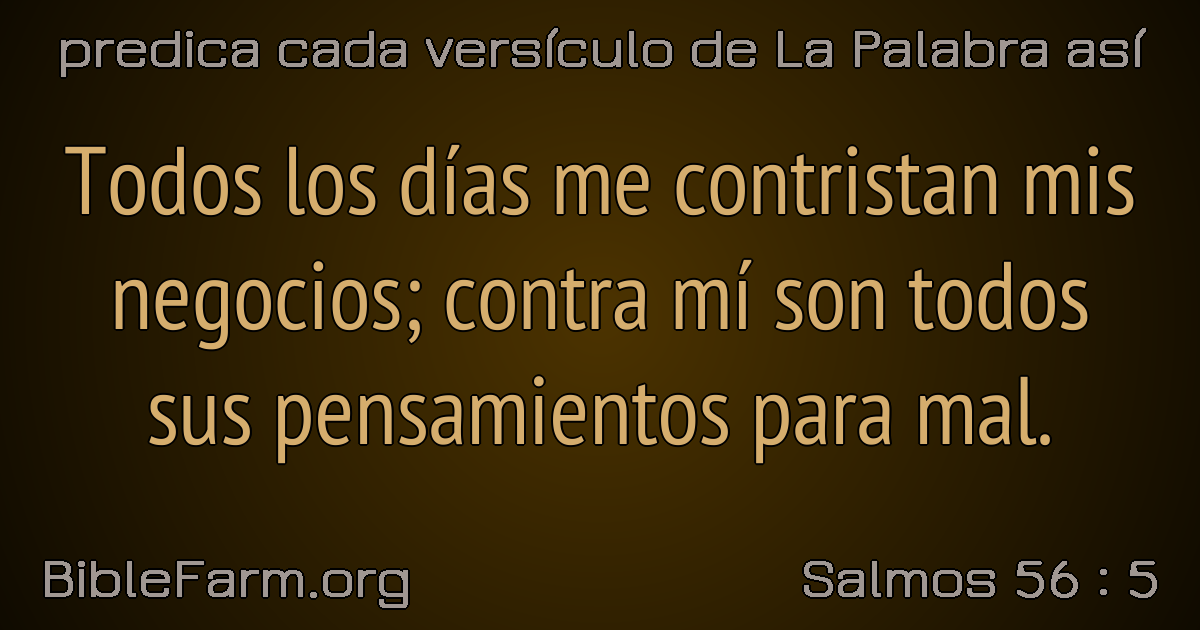 predica cada versículo de La Palabra así
Todos los días me contristan mis
negocios; contra mí son todos
sus pensamientos para mal.
BibleFarm.org
Salmos 56 : 5